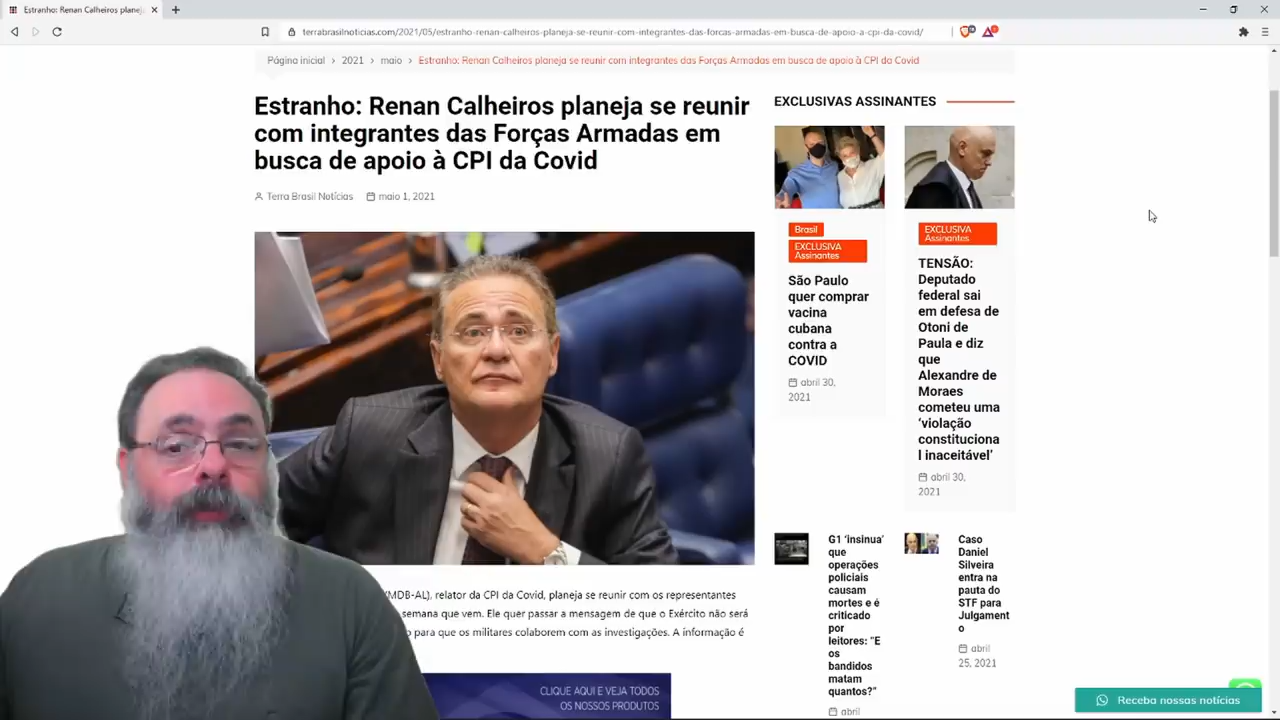 Estranho: Renan Calheiros planej
terrabrasilnoticias.com/2021/05/estranho-renan-calheiros-planeja-se-reunir-com-integrantes-das-forcas-armadas-em-busca-de-apoio-a-cpi-da-covid/
Página inicial > 2021 > maio > Estranho: Renan Calheiros planeja se reunir com integrantes das Forças Armadas em busca de apoio à CPI da Covid
Estranho: Renan Calheiros planeja se reunir
com integrantes das Forças Armadas em
busca de apoio à CPI da Covid
Terra Brasil Notícias maio 1, 2021
(MDB-AL), relator da CPI da Covid, planeja se reunir com os representantes
semana que vem. Ele quer passar a mensagem de que o Exército não será
para que os militares colaborem com as investigações. A informação é
CLIQUE AQUI E VEJA TODOS
OS NOSSOS PRODUTOS
EXCLUSIVAS ASSINANTES
Brasil
EXCLUSIVA
Assinantes
São Paulo
quer comprar
vacina
cubana
contra a
COVID
abril 30,
2021
EXCLUSIVA
Assinantes
TENSÃO:
Deputado
federal sai
em defesa de
Otoni de
Paula e diz
que
Alexandre de
Moraes
cometeu uma
‘violação
constituciona
l inaceitável’
abril 30,
2021
G1 ‘insinua’
que
operações
policiais
causam
mortes e é
criticado
por
leitores: “E
os
bandidos
matam
quantos?”
abril
Caso
Daniel
Silveira
entra na
pauta do
STF para
Julgament
o
abril
25, 2021
Receba nossas notícias